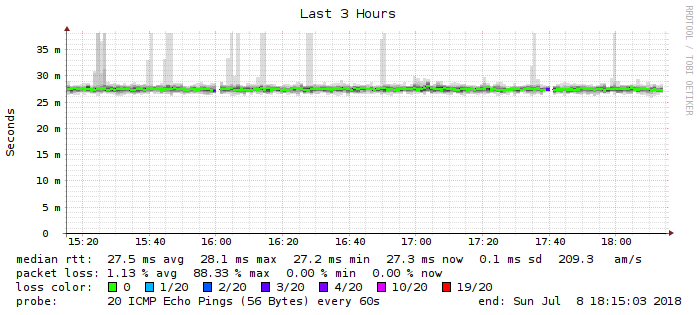 Last 3 Hours
RRDTOOL / TOBI OETIKER
Seconds
35 m
30 m
25 m
20 m
15 m
10 m
5 m
0
15:20 15:40 16:00 16:20 16:40 17:00 17:20 17:40 18:00
median rtt: 27.5 ms avg 28.1 ms max 27.2 ms min 27.3 ms now 0.1 ms sd 209.3 am/s
packet loss: 1.13 % avg 88.33 % max 0.00 % min 0.00 % now
loss color: 0 1/20 2/20 3/20 4/20 10/20 19/20
probe: 20 ICMP Echo Pings (56 Bytes) every 60s end: Sun Jul 8 18:15:03 2018